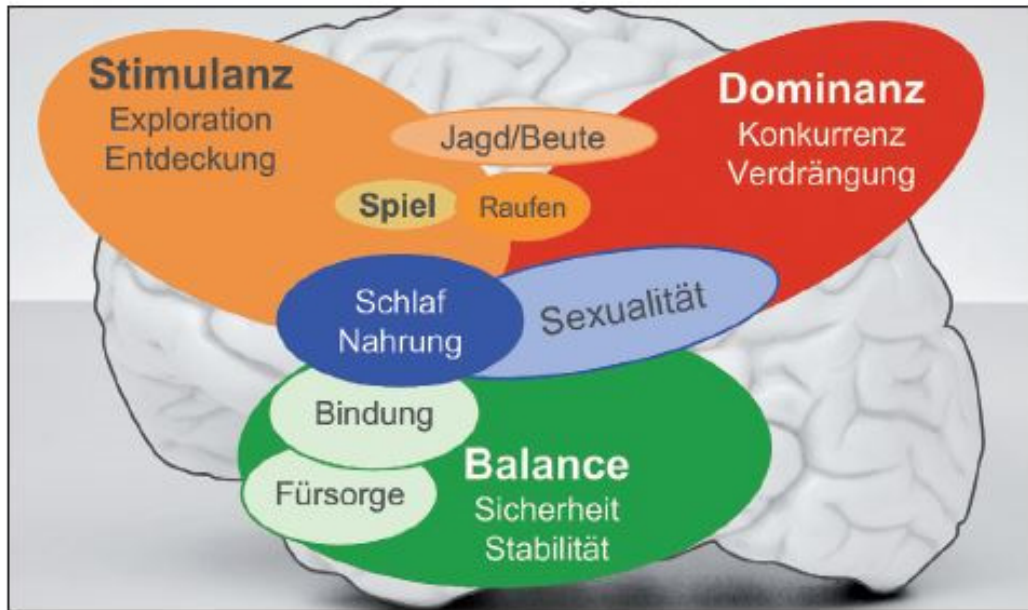 Stimulanz
Exploration
Entdeckung
Dominanz
Konkurrenz
Verdrängung
Jagd/Beute
Spiel
Raufen
Schlaf
Nahrung
Sexualität
Bindung
Fürsorge
Balance
Sicherheit
Stabilität